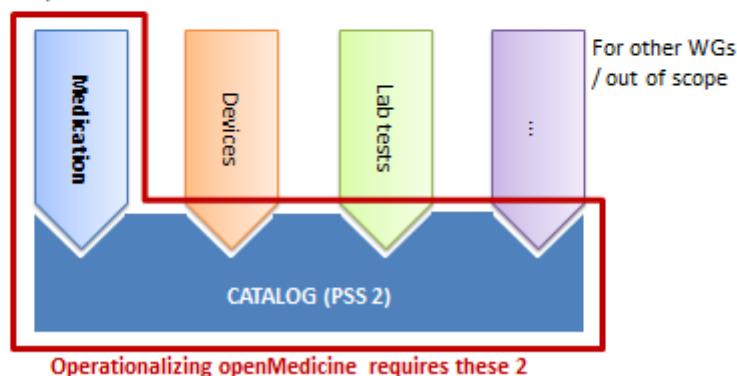 Medication
Devices
Lab tests
...
For other WGs
/ out of scope
CATALOG (PSS 2)
Operationalizing openMedicine requires these 2